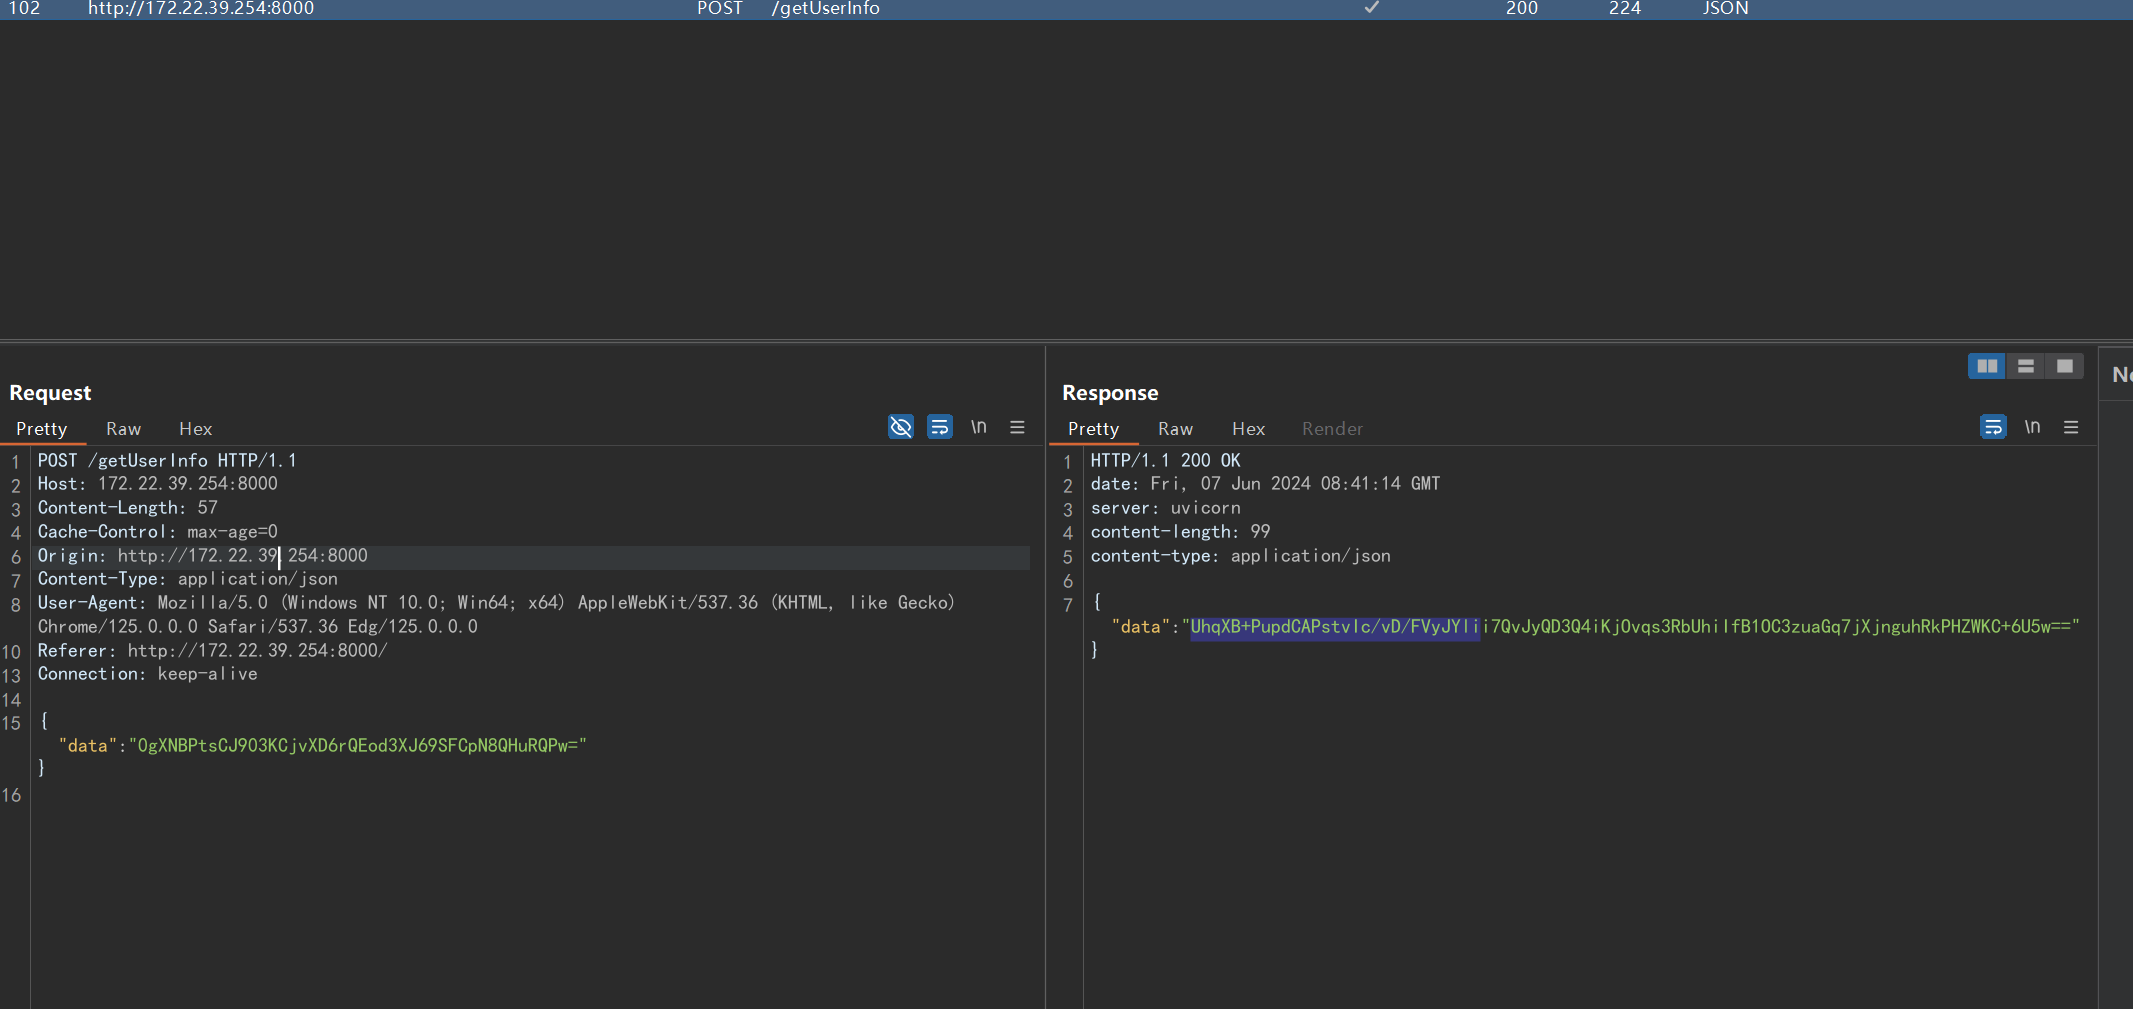 102 http://172.22.39.254:8000 POST /getUserInfo ✓ 200 224 JSON
Request
Pretty Raw Hex \n
1 POST /getUserInfo HTTP/1.1
2 Host: 172.22.39.254:8000
3 Content-Length: 57
4 Cache-Control: max-age=0
6 Origin: http://172.22.39.254:8000
7 Content-Type: application/json
8 User-Agent: Mozilla/5.0 (Windows NT 10.0; Win64; x64) AppleWebKit/537.36 (KHTML, like Gecko)
Chrome/125.0.0.0 Safari/537.36 Edg/125.0.0.0
10 Referer: http://172.22.39.254:8000/
13 Connection: keep-alive
14
15 {
"data":"OgXNBPtsCJ903KCjvXD6rQEod3XJ69SFCpN8QHuRQPw="
}
16
Response
Pretty Raw Hex Render \n
1 HTTP/1.1 200 OK
2 date: Fri, 07 Jun 2024 08:41:14 GMT
3 server: uvicorn
4 content-length: 99
5 content-type: application/json
6
7 {
"data":"UhqXB+PupdCAPstvIc/vD/FVyJYIii7QvJyQD3Q4iKjOvqs3RbUhiIfB1OC3zuaGq7jXjnguhRkPHZWKC+6U5w=="
}